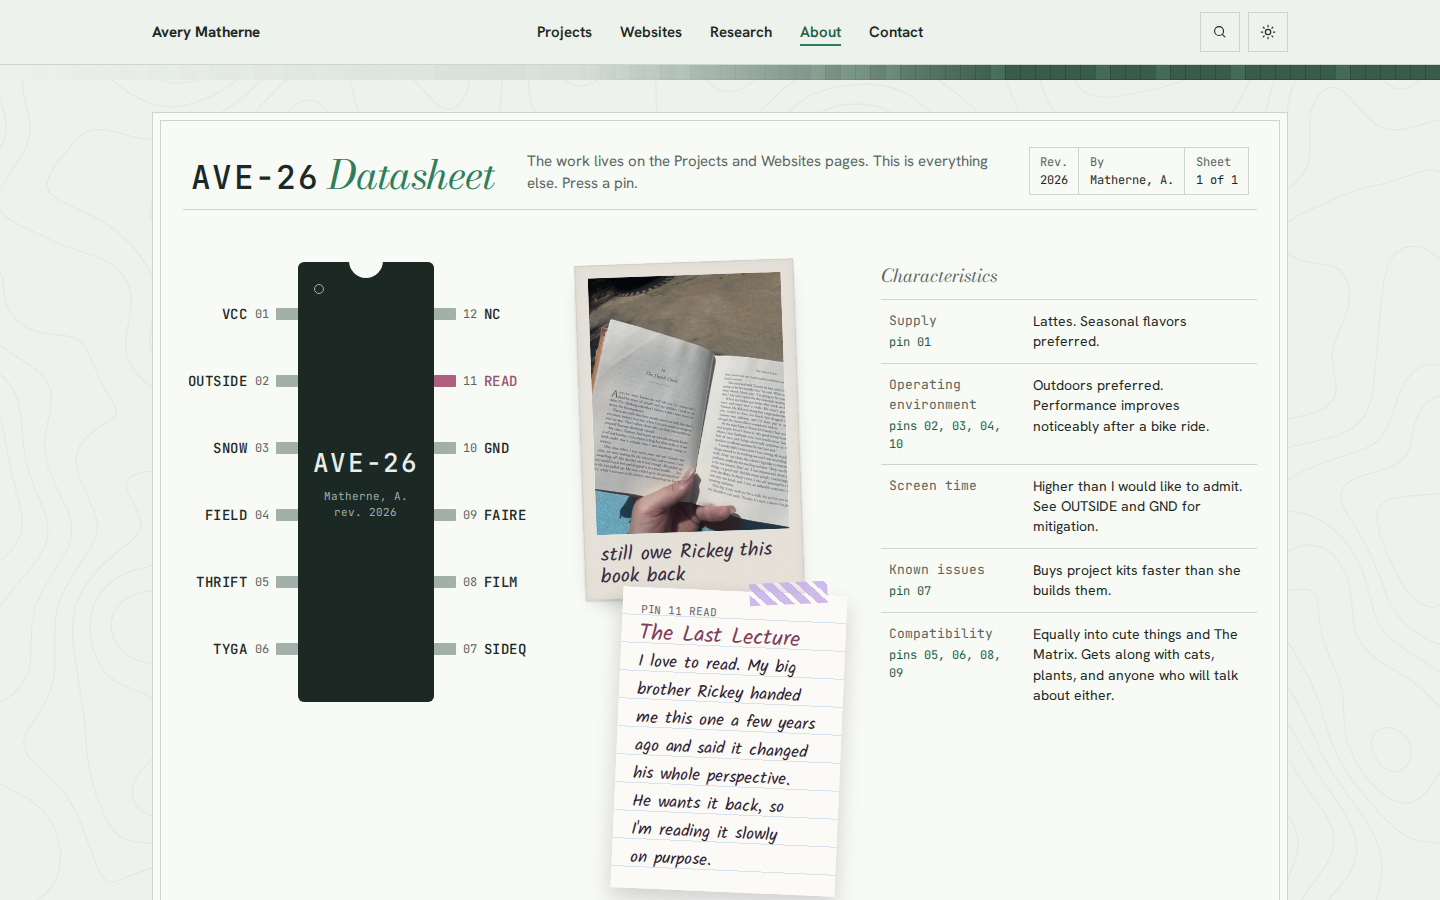 Avery Matherne
Projects
Websites
Research
About
Contact
AVE-26 Datasheet
The work lives on the Projects and Websites pages. This is everything
else. Press a pin.
Rev.
2026
By
Matherne, A.
Sheet
1 of 1
VCC 01
OUTSIDE 02
SNOW 03
FIELD 04
THRIFT 05
TYGA 06
AVE-26
Matherne, A.
rev. 2026
12 NC
11 READ
10 GND
09 FAIRE
08 FILM
07 SIDEQ
still owe Rickey this
book back
PIN 11 READ
The Last Lecture
I love to read. My big
brother Rickey handed
me this one a few years
ago and said it changed
his whole perspective.
He wants it back, so
I'm reading it slowly
on purpose.
Characteristics
Supply
pin 01
Lattes. Seasonal flavors
preferred.
Operating
environment
pins 02, 03, 04,
10
Outdoors preferred.
Performance improves
noticeably after a bike ride.
Screen time
Higher than I would like to admit.
See OUTSIDE and GND for
mitigation.
Known issues
pin 07
Buys project kits faster than she
builds them.
Compatibility
pins 05, 06, 08,
09
Equally into cute things and The
Matrix. Gets along with cats,
plants, and anyone who will talk
about either.